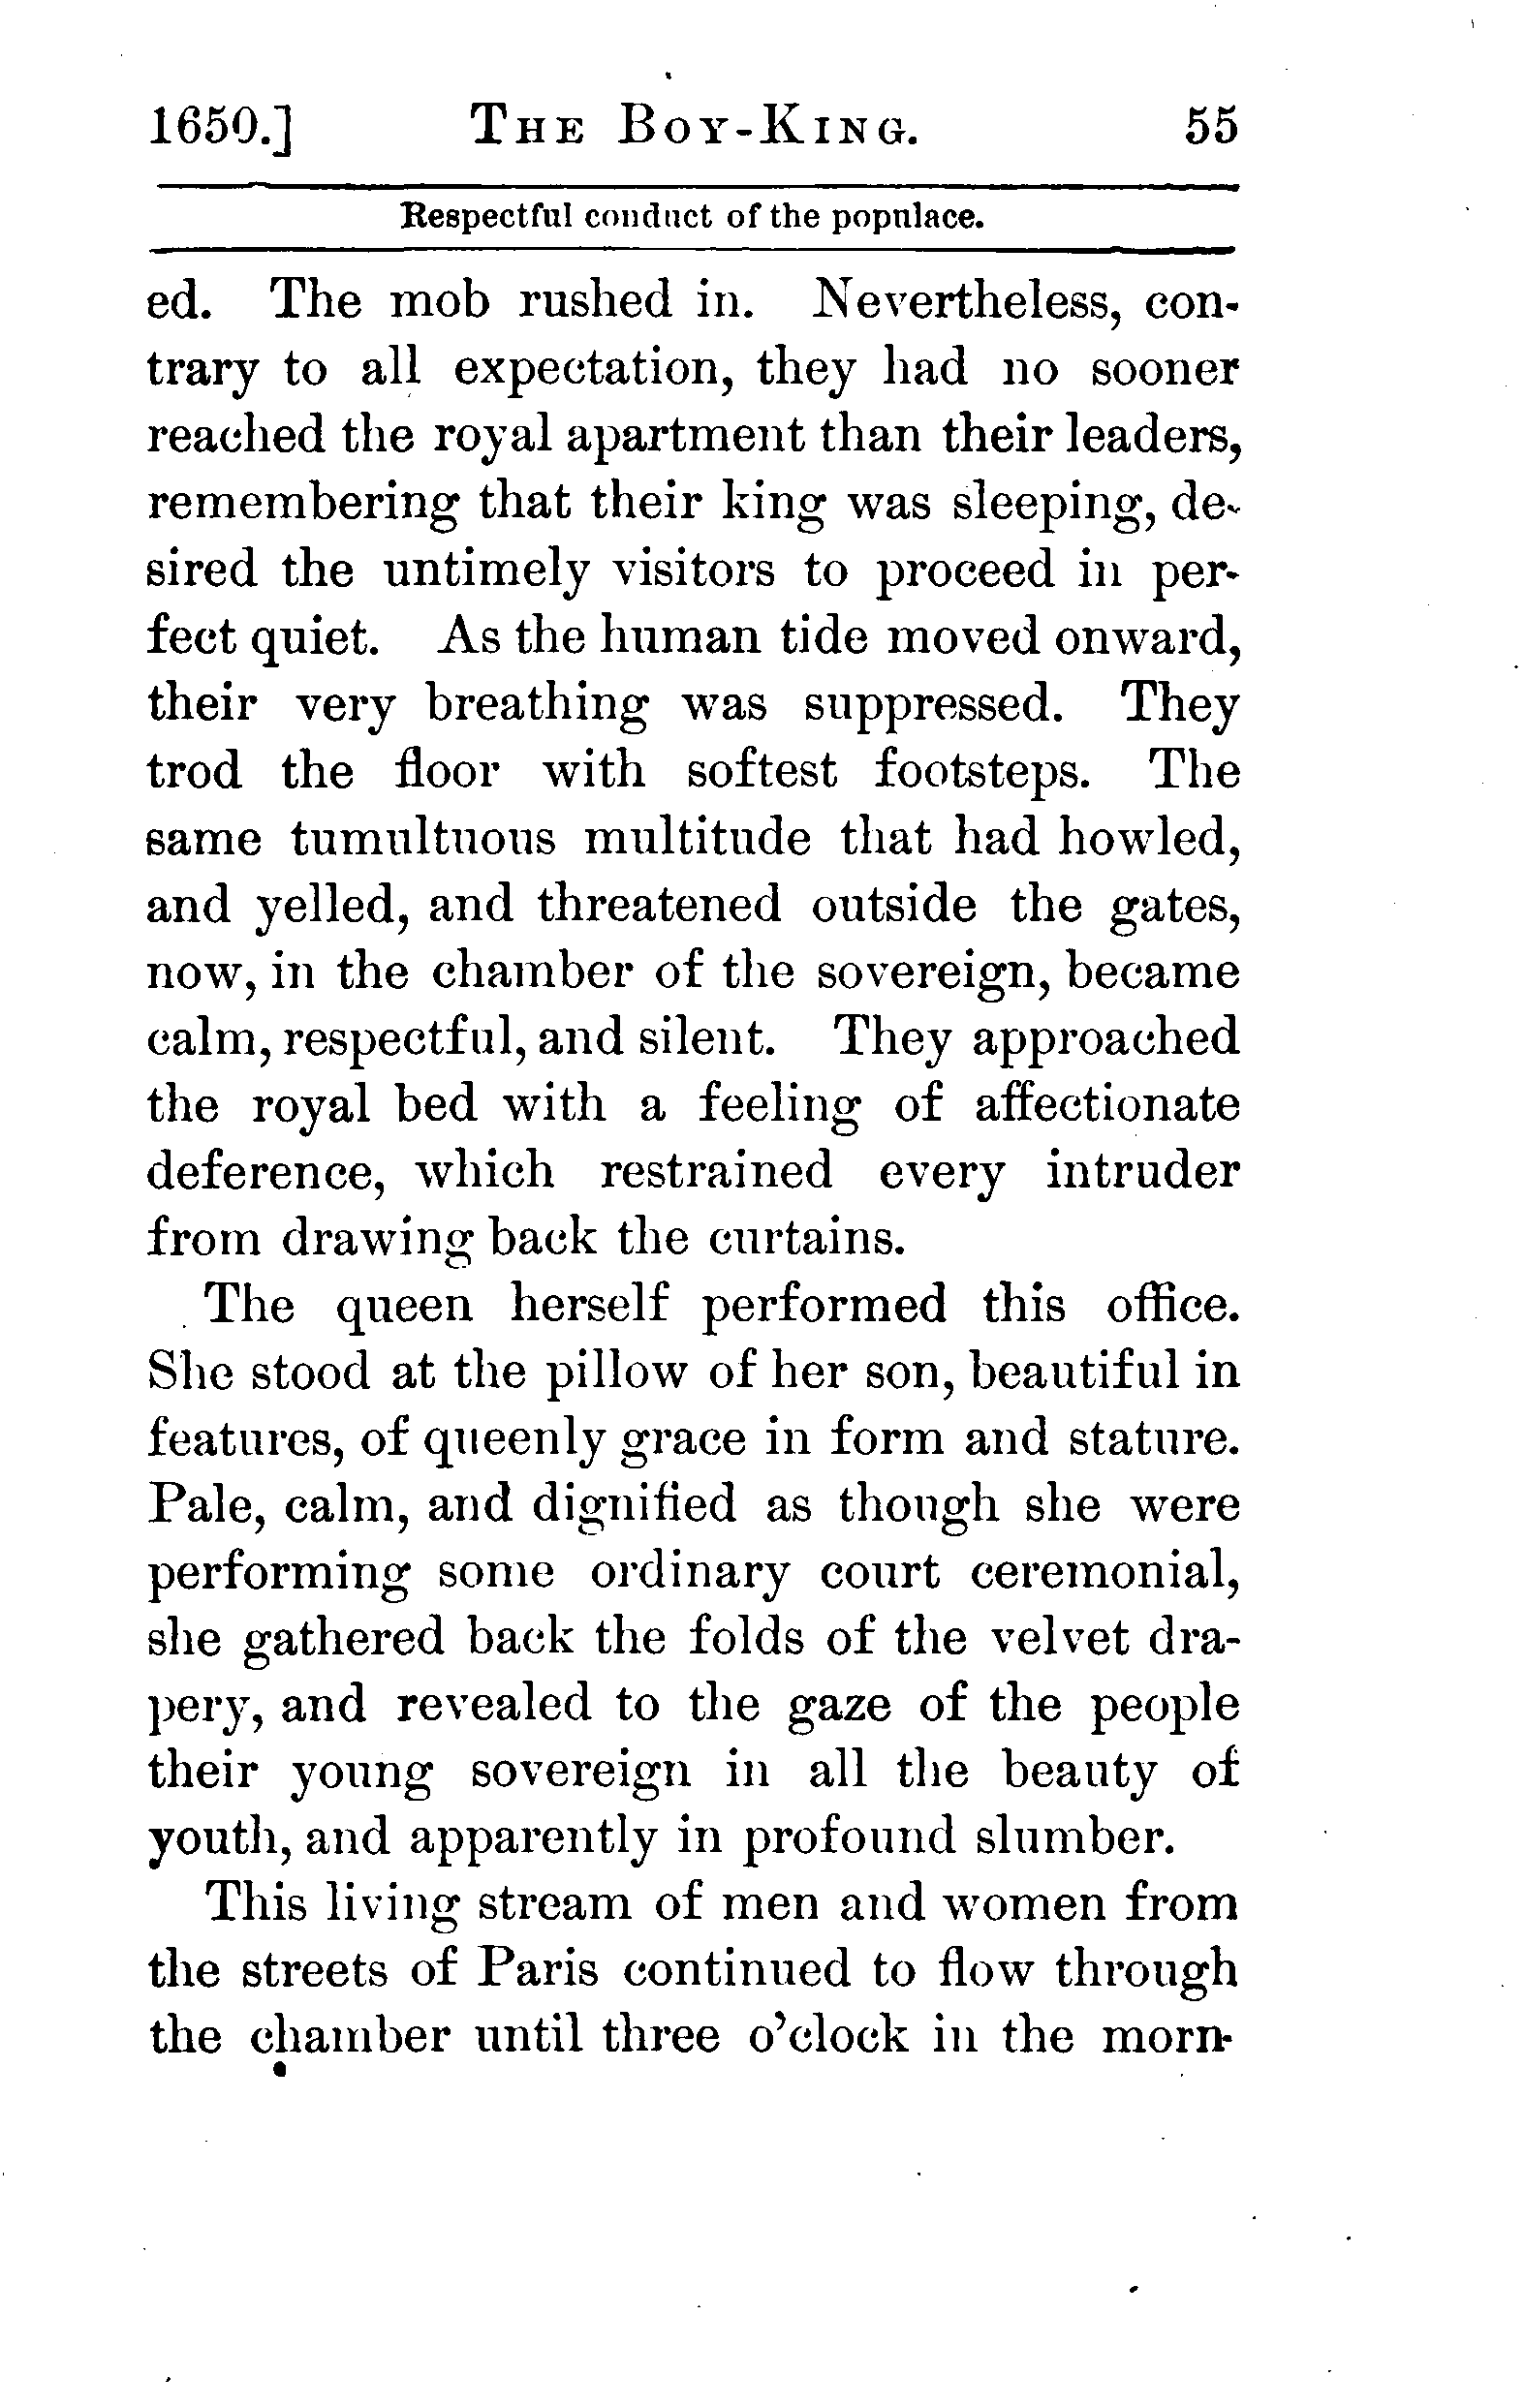 1650.] THE BOY-KING. 55
Respectful conduct of the populace.
ed. The mob rushed in. Nevertheless, con-
trary to all expectation, they had no sooner
reached the royal apartment than their leaders,
remembering that their king was sleeping, de-
sired the untimely visitors to proceed in per-
fect quiet. As the human tide moved onward,
their very breathing was suppressed. They
trod the floor with softest footsteps. The
same tumultuous multitude that had howled,
and yelled, and threatened outside the gates,
now, in the chamber of the sovereign, became
calm, respectful, and silent. They approached
the royal bed with a feeling of affectionate
deference, which restrained every intruder
from drawing back the curtains.
The queen herself performed this office.
She stood at the pillow of her son, beautiful in
features, of queenly grace in form and stature.
Pale, calm, and dignified as though she were
performing some ordinary court ceremonial,
she gathered back the folds of the velvet dra-
pery, and revealed to the gaze of the people
their young sovereign in all the beauty of
youth, and apparently in profound slumber.
This living stream of men and women from
the streets of Paris continued to flow through
the chamber until three o'clock in the morn-